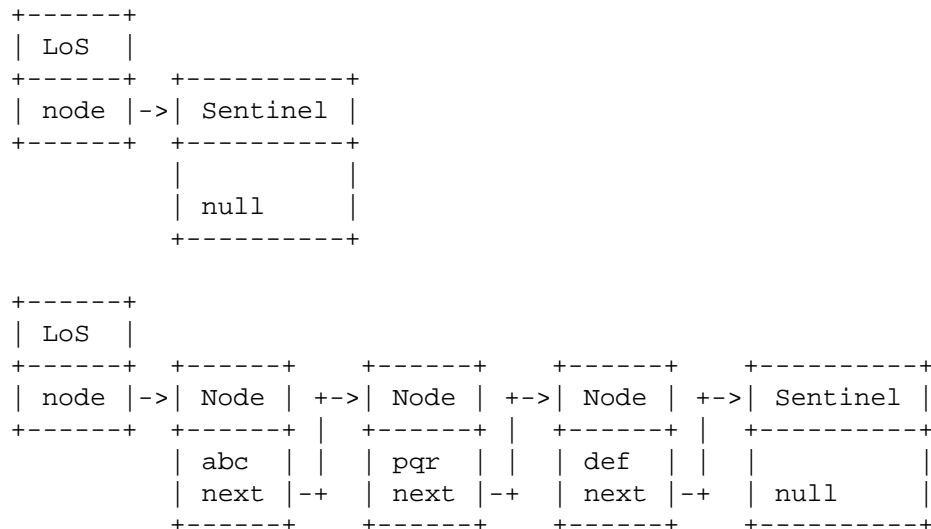 +------+
| LoS  |
+------+  +----------+
| node |->| Sentinel |
+------+  +----------+
          |          |
          | null     |
          +----------+
+------+
| LoS  |
+------+  +------+    +------+    +------+    +----------+
| node |->| Node | +->| Node | +->| Node | +->| Sentinel |
+------+  +------+ |  +------+ |  +------+ |  +----------+
          | abc  | |  | pqr  | |  | def  | |  |          |
          | next |-+  | next |-+  | next |-+  | null     |
          +------+    +------+    +------+    +----------+